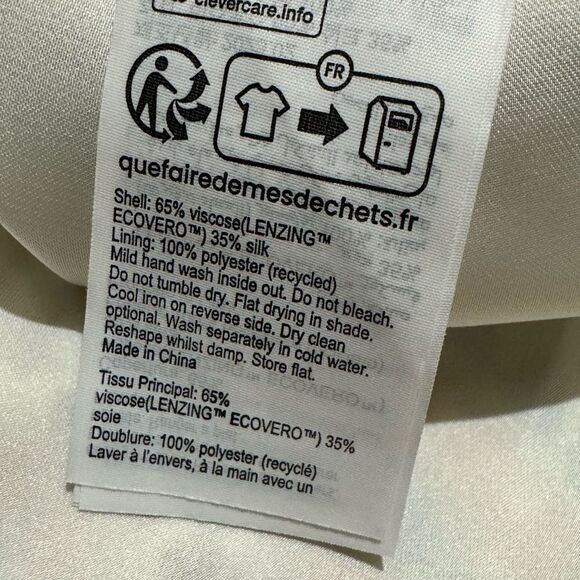 clevercare.info
FR
quefairedemesdechets.fr
Shell: 65% viscose(LENZING™
ECOVERO™) 35% silk
Lining: 100% polyester (recycled)
Mild hand wash inside out. Do not bleach.
Do not tumble dry. Flat drying in shade.
Cool iron on reverse side. Dry clean
optional. Wash separately in cold water.
Reshape whilst damp. Store flat.
Made in China
Tissu Principal: 65%
viscose(LENZING™ ECOVERO™) 35%
soie
Doublure: 100% polyester (recyclé)
Laver à l'envers, à la main avec un